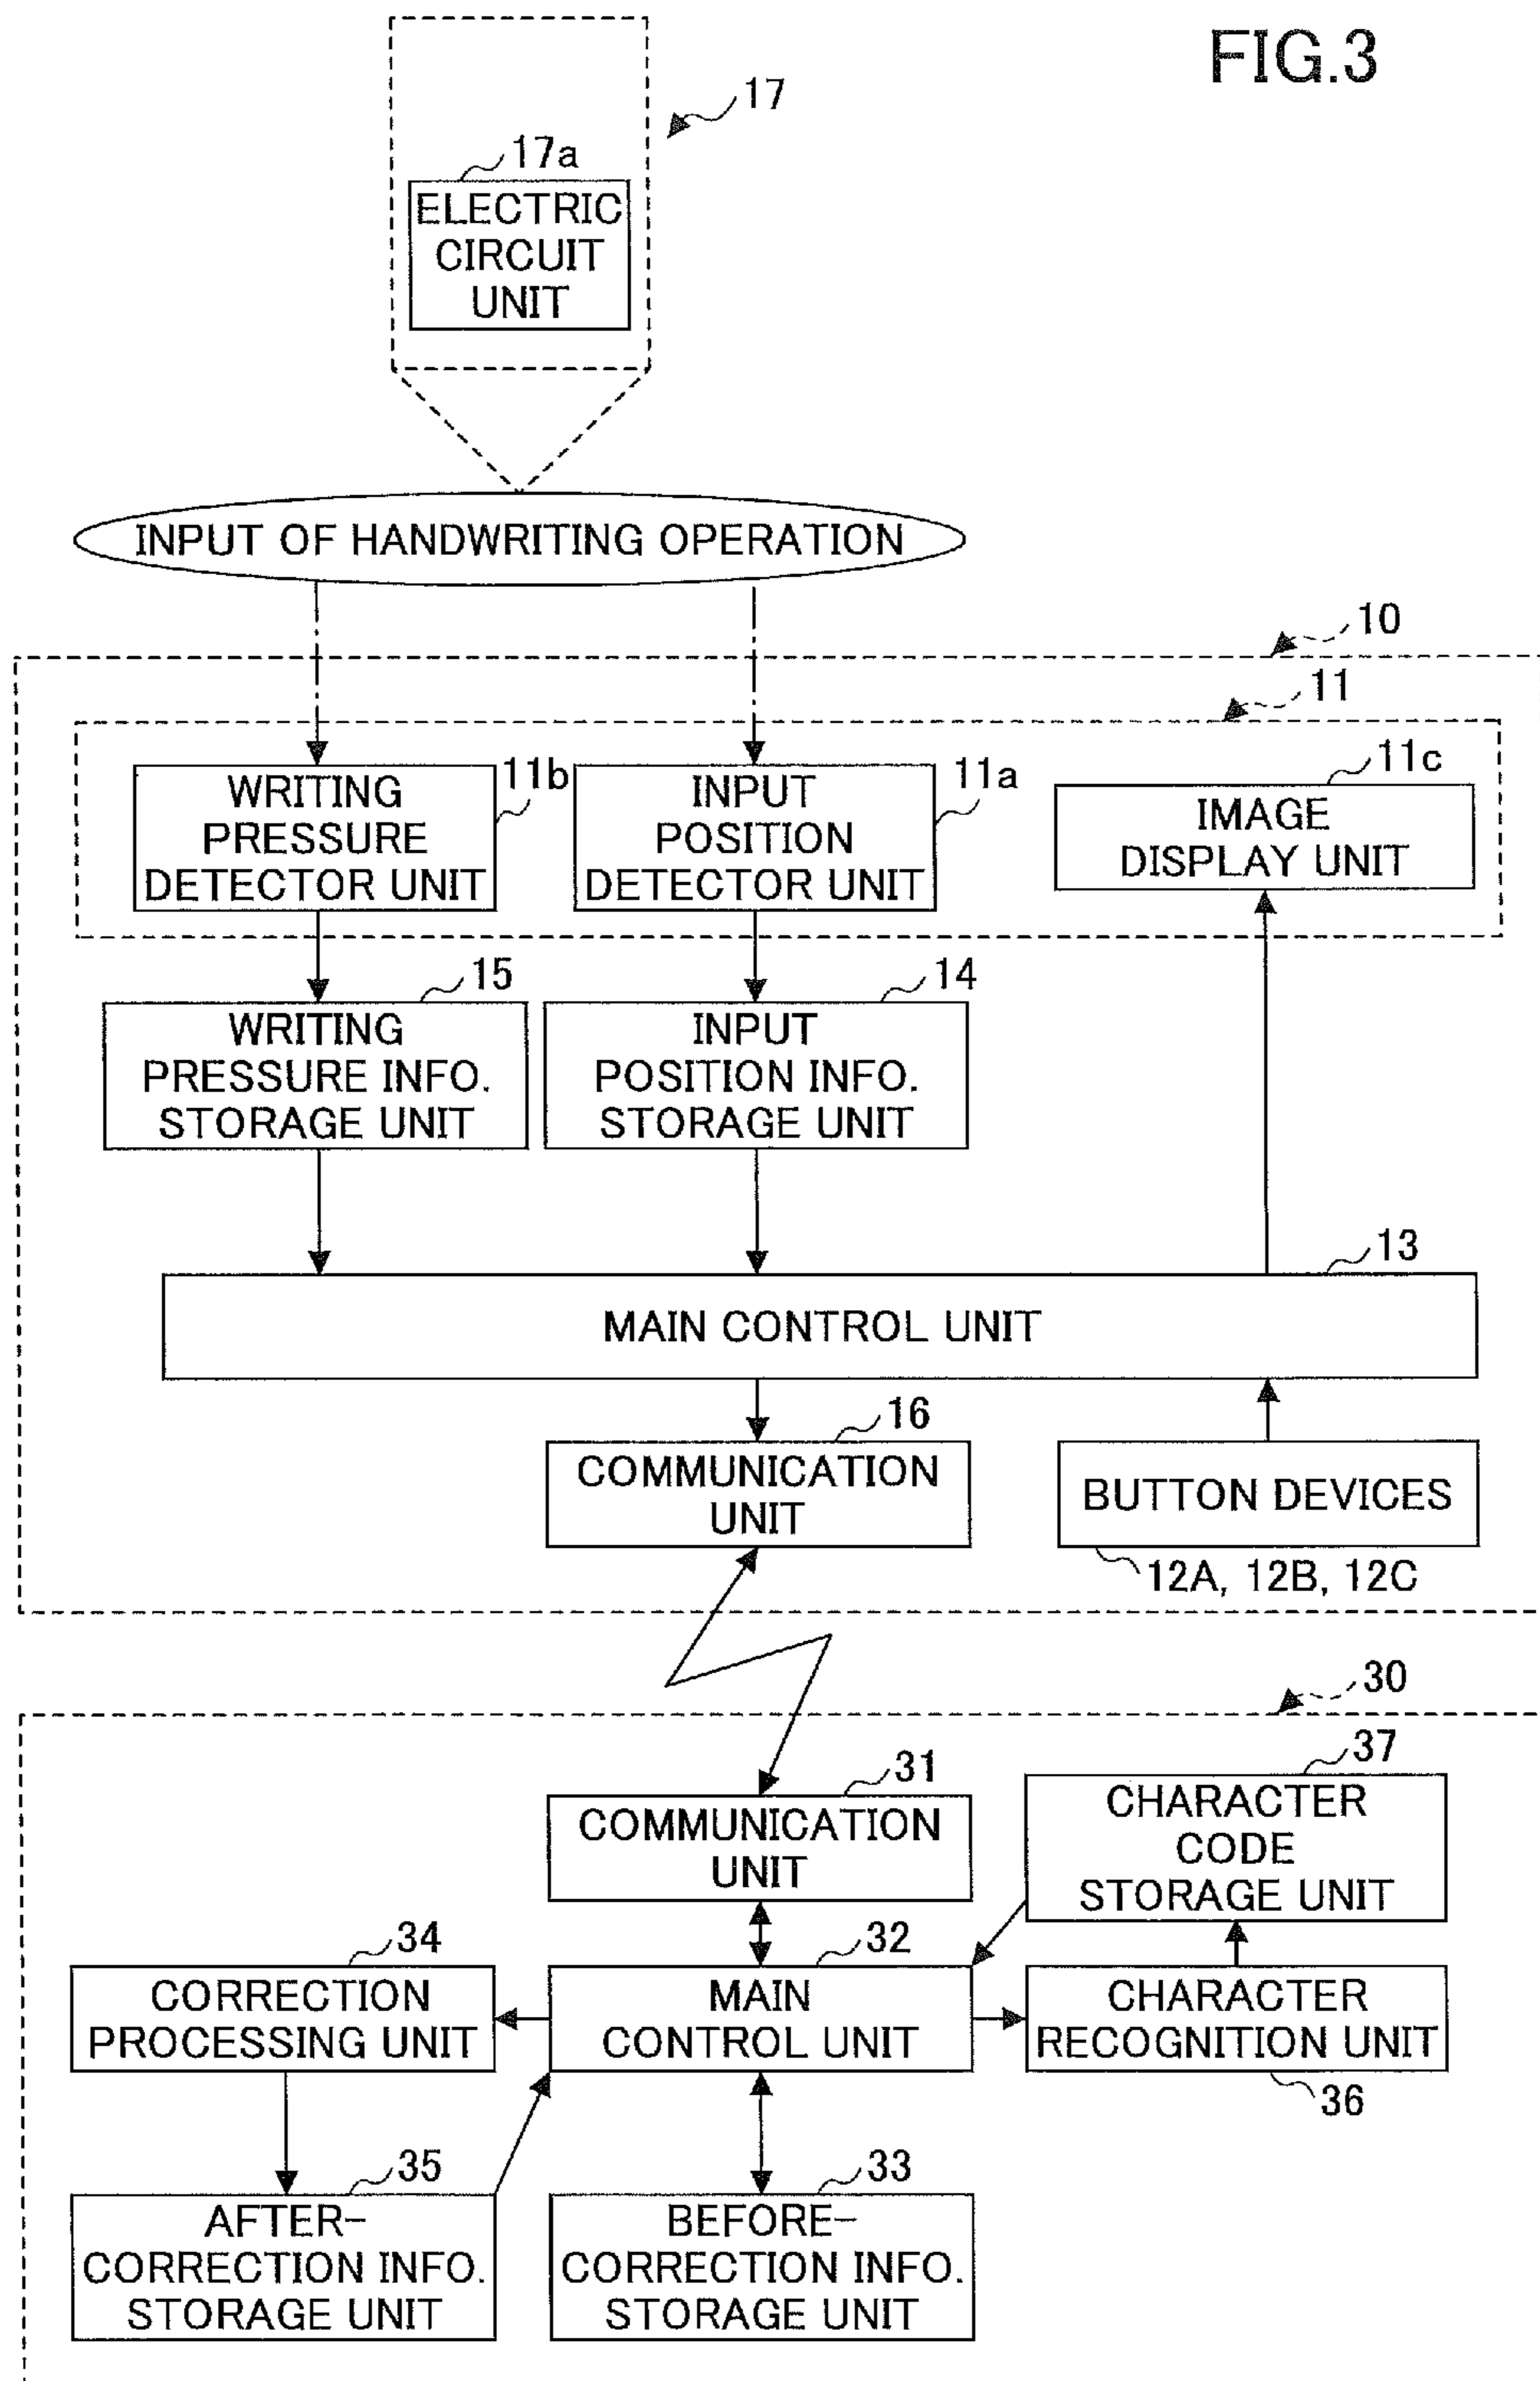 FIG.3
17
17a
ELECTRIC
CIRCUIT
UNIT
INPUT OF HANDWRITING OPERATION
10
11
11b
WRITING
PRESSURE
DETECTOR UNIT
11a
INPUT
POSITION
DETECTOR UNIT
11c
IMAGE
DISPLAY UNIT
15
WRITING
PRESSURE INFO.
STORAGE UNIT
14
INPUT
POSITION INFO.
STORAGE UNIT
13
MAIN CONTROL UNIT
16
COMMUNICATION
UNIT
BUTTON DEVICES
12A, 12B, 12C
30
31
COMMUNICATION
UNIT
37
CHARACTER
CODE
STORAGE UNIT
34
CORRECTION
PROCESSING UNIT
32
MAIN
CONTROL UNIT
CHARACTER
RECOGNITION UNIT
36
35
AFTER-
CORRECTION INFO.
STORAGE UNIT
33
BEFORE-
CORRECTION INFO.
STORAGE UNIT